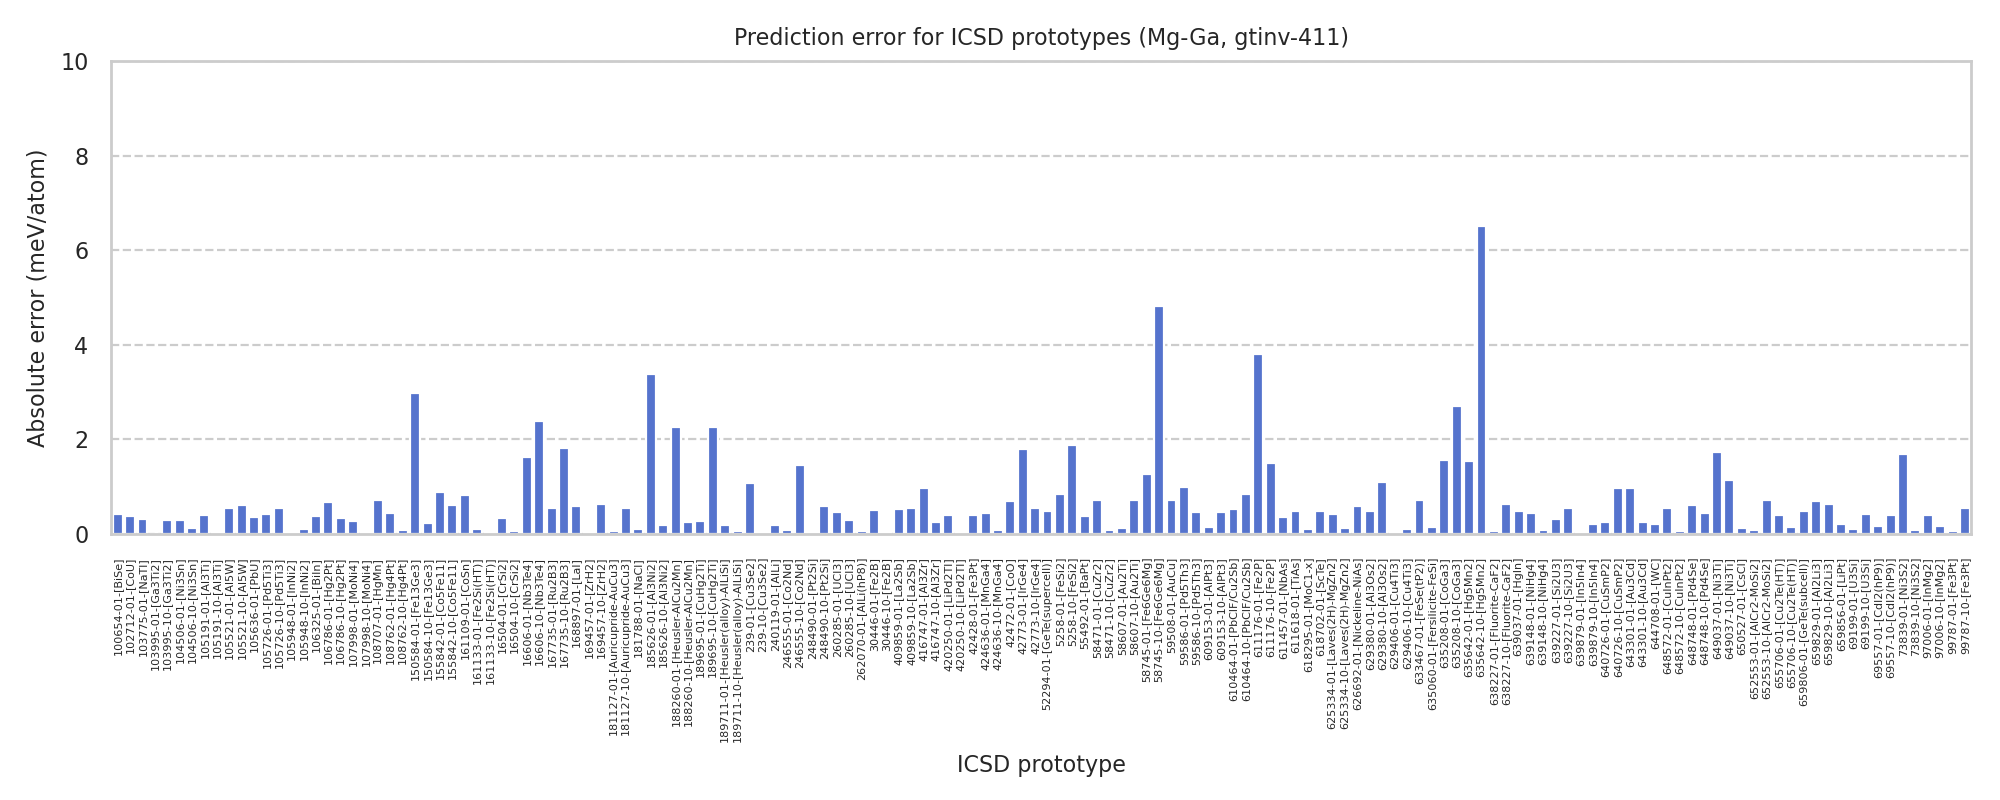 Prediction error for ICSD prototypes (Mg-Ga, gtinv-411)
Absolute error (meV/atom)
10
8
6
4
2
0
100654-01-[BiSe]
102712-01-[CoU]
103775-01-[NaTl]
103995-01-[Ga3Ti2]
103995-10-[Ga3Ti2]
104506-01-[Ni3Sn]
104506-10-[Ni3Sn]
105191-01-[Al3Ti]
105191-10-[Al3Ti]
105521-01-[Al5W]
105521-10-[Al5W]
105636-01-[PbU]
105726-01-[Pd5Ti3]
105726-10-[Pd5Ti3]
105948-01-[InNi2]
105948-10-[InNi2]
106325-01-[BiIn]
106786-01-[Hg2Pt]
106786-10-[Hg2Pt]
107998-01-[MoNi4]
107998-10-[MoNi4]
108707-01-[HgMn]
108762-01-[Hg4Pt]
108762-10-[Hg4Pt]
150584-01-[Fe13Ge3]
150584-10-[Fe13Ge3]
155842-01-[Co5Fe11]
155842-10-[Co5Fe11]
161109-01-[CoSn]
161133-01-[Fe2Si(HT)]
161133-10-[Fe2Si(HT)]
16504-01-[CrSi2]
16504-10-[CrSi2]
16606-01-[Nb3Te4]
16606-10-[Nb3Te4]
167735-01-[Ru2B3]
167735-10-[Ru2B3]
168897-01-[LaI]
169457-01-[ZrH2]
169457-10-[ZrH2]
181127-01-[Auricupride-AuCu3]
181127-10-[Auricupride-AuCu3]
181788-01-[NaCl]
185626-01-[Al3Ni2]
185626-10-[Al3Ni2]
188260-01-[Heusler-AlCu2Mn]
188260-10-[Heusler-AlCu2Mn]
189695-01-[CuHg2Ti]
189695-10-[CuHg2Ti]
189711-01-[Heusler(alloy)-AlLiSi]
189711-10-[Heusler(alloy)-AlLiSi]
239-01-[Cu3Se2]
239-10-[Cu3Se2]
240119-01-[AlLi]
246555-01-[Co2Nd]
246555-10-[Co2Nd]
248490-01-[Pt2Si]
248490-10-[Pt2Si]
260285-01-[UCl3]
260285-10-[UCl3]
262070-01-[AlLi(hP8)]
30446-01-[Fe2B]
30446-10-[Fe2B]
409859-01-[La2Sb]
409859-10-[La2Sb]
416747-01-[Al3Zr]
416747-10-[Al3Zr]
420250-01-[LiPd2Tl]
420250-10-[LiPd2Tl]
42428-01-[Fe3Pt]
424636-01-[MnGa4]
424636-10-[MnGa4]
42472-01-[CoO]
42773-01-[IrGe4]
42773-10-[IrGe4]
52294-01-[GeTe(supercell)]
5258-01-[FeSi2]
5258-10-[FeSi2]
55492-01-[BaPt]
58471-01-[CuZr2]
58471-10-[CuZr2]
58607-01-[Au2Ti]
58607-10-[Au2Ti]
58745-01-[Fe6Ge6Mg]
58745-10-[Fe6Ge6Mg]
59508-01-[AuCu]
59586-01-[Pd5Th3]
59586-10-[Pd5Th3]
609153-01-[AlPt3]
609153-10-[AlPt3]
610464-01-[PbClF/Cu2Sb]
610464-10-[PbClF/Cu2Sb]
611176-01-[Fe2P]
611176-10-[Fe2P]
611457-01-[NbAs]
611618-01-[TiAs]
618295-01-[MoC1-x]
618702-01-[ScTe]
625334-01-[Laves(2H)-MgZn2]
625334-10-[Laves(2H)-MgZn2]
626692-01-[Nickeline-NiAs]
629380-01-[Al3Os2]
629380-10-[Al3Os2]
629406-01-[Cu4Ti3]
629406-10-[Cu4Ti3]
633467-01-[FeSe(tP2)]
635060-01-[Fersilicite-FeSi]
635208-01-[CoGa3]
635208-10-[CoGa3]
635642-01-[Hg5Mn2]
635642-10-[Hg5Mn2]
638227-01-[Fluorite-CaF2]
638227-10-[Fluorite-CaF2]
639037-01-[HgIn]
639148-01-[NiHg4]
639148-10-[NiHg4]
639227-01-[Si2U3]
639227-10-[Si2U3]
639879-01-[In5In4]
639879-10-[In5In4]
640726-01-[CuSmP2]
640726-10-[CuSmP2]
643301-01-[Au3Cd]
643301-10-[Au3Cd]
644708-01-[WC]
648572-01-[CuInPt2]
648572-10-[CuInPt2]
648748-01-[Pd4Se]
648748-10-[Pd4Se]
649037-01-[Ni3Ti]
649037-10-[Ni3Ti]
650527-01-[CsCl]
652553-01-[AlCr2-MoSi2]
652553-10-[AlCr2-MoSi2]
655706-01-[Cu2Te(HT)]
655706-10-[Cu2Te(HT)]
659806-01-[GeTe(subcell)]
659829-01-[Al2Li3]
659829-10-[Al2Li3]
659856-01-[LiPt]
69199-01-[U3Si]
69199-10-[U3Si]
69557-01-[CdI2(hP9)]
69557-10-[CdI2(hP9)]
73839-01-[Ni3S2]
73839-10-[Ni3S2]
97006-01-[InMg2]
97006-10-[InMg2]
99787-01-[Fe3Pt]
99787-10-[Fe3Pt]
ICSD prototype